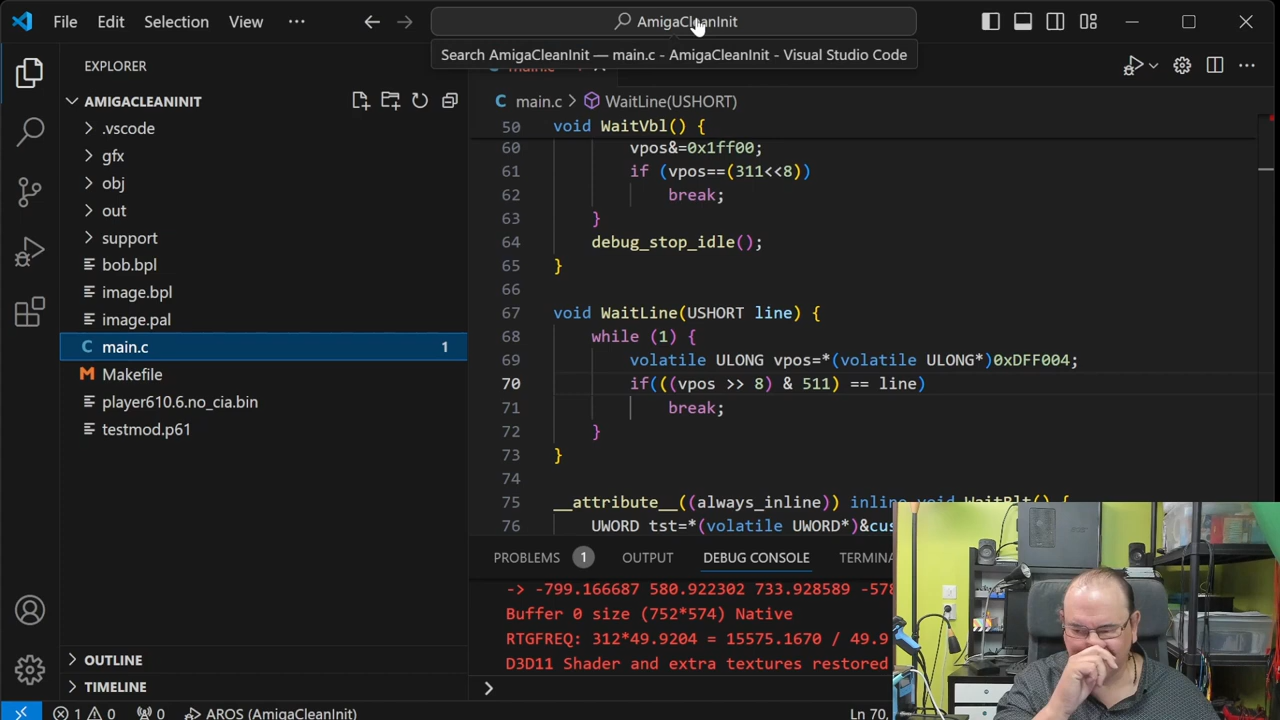 File Edit Selection View ··· AmigaCleanInit
Search AmigaCleanInit — main.c - AmigaCleanInit - Visual Studio Code
EXPLORER
AMIGACLEANINIT
.vscode
gfx
obj
out
support
bob.bpl
image.bpl
image.pal
C main.c 1
M Makefile
player610.6.no_cia.bin
testmod.p61
OUTLINE
TIMELINE
main.c
C main.c > WaitLine(USHORT)
50 void WaitVbl() {
60 vpos&=0x1ff00;
61 if (vpos==(311<<8))
62 break;
63 }
64 debug_stop_idle();
65 }
66
67 void WaitLine(USHORT line) {
68 while (1) {
69 volatile ULONG vpos=*(volatile ULONG*)0xDFF004;
70 if(((vpos >> 8) & 511) == line)
71 break;
72 }
73 }
74
75 __attribute__((always_inline)) inline void WaitBlt() {
76 UWORD tst=*(volatile UWORD*)&cus
PROBLEMS 1 OUTPUT DEBUG CONSOLE TERMINA
-> -799.166687 580.922302 733.928589 -578
Buffer 0 size (752*574) Native
RTGFREQ: 312*49.9204 = 15575.1670 / 49.9
D3D11 Shader and extra textures restored
1 0 0 AROS (AmigaCleanInit) Ln 70,